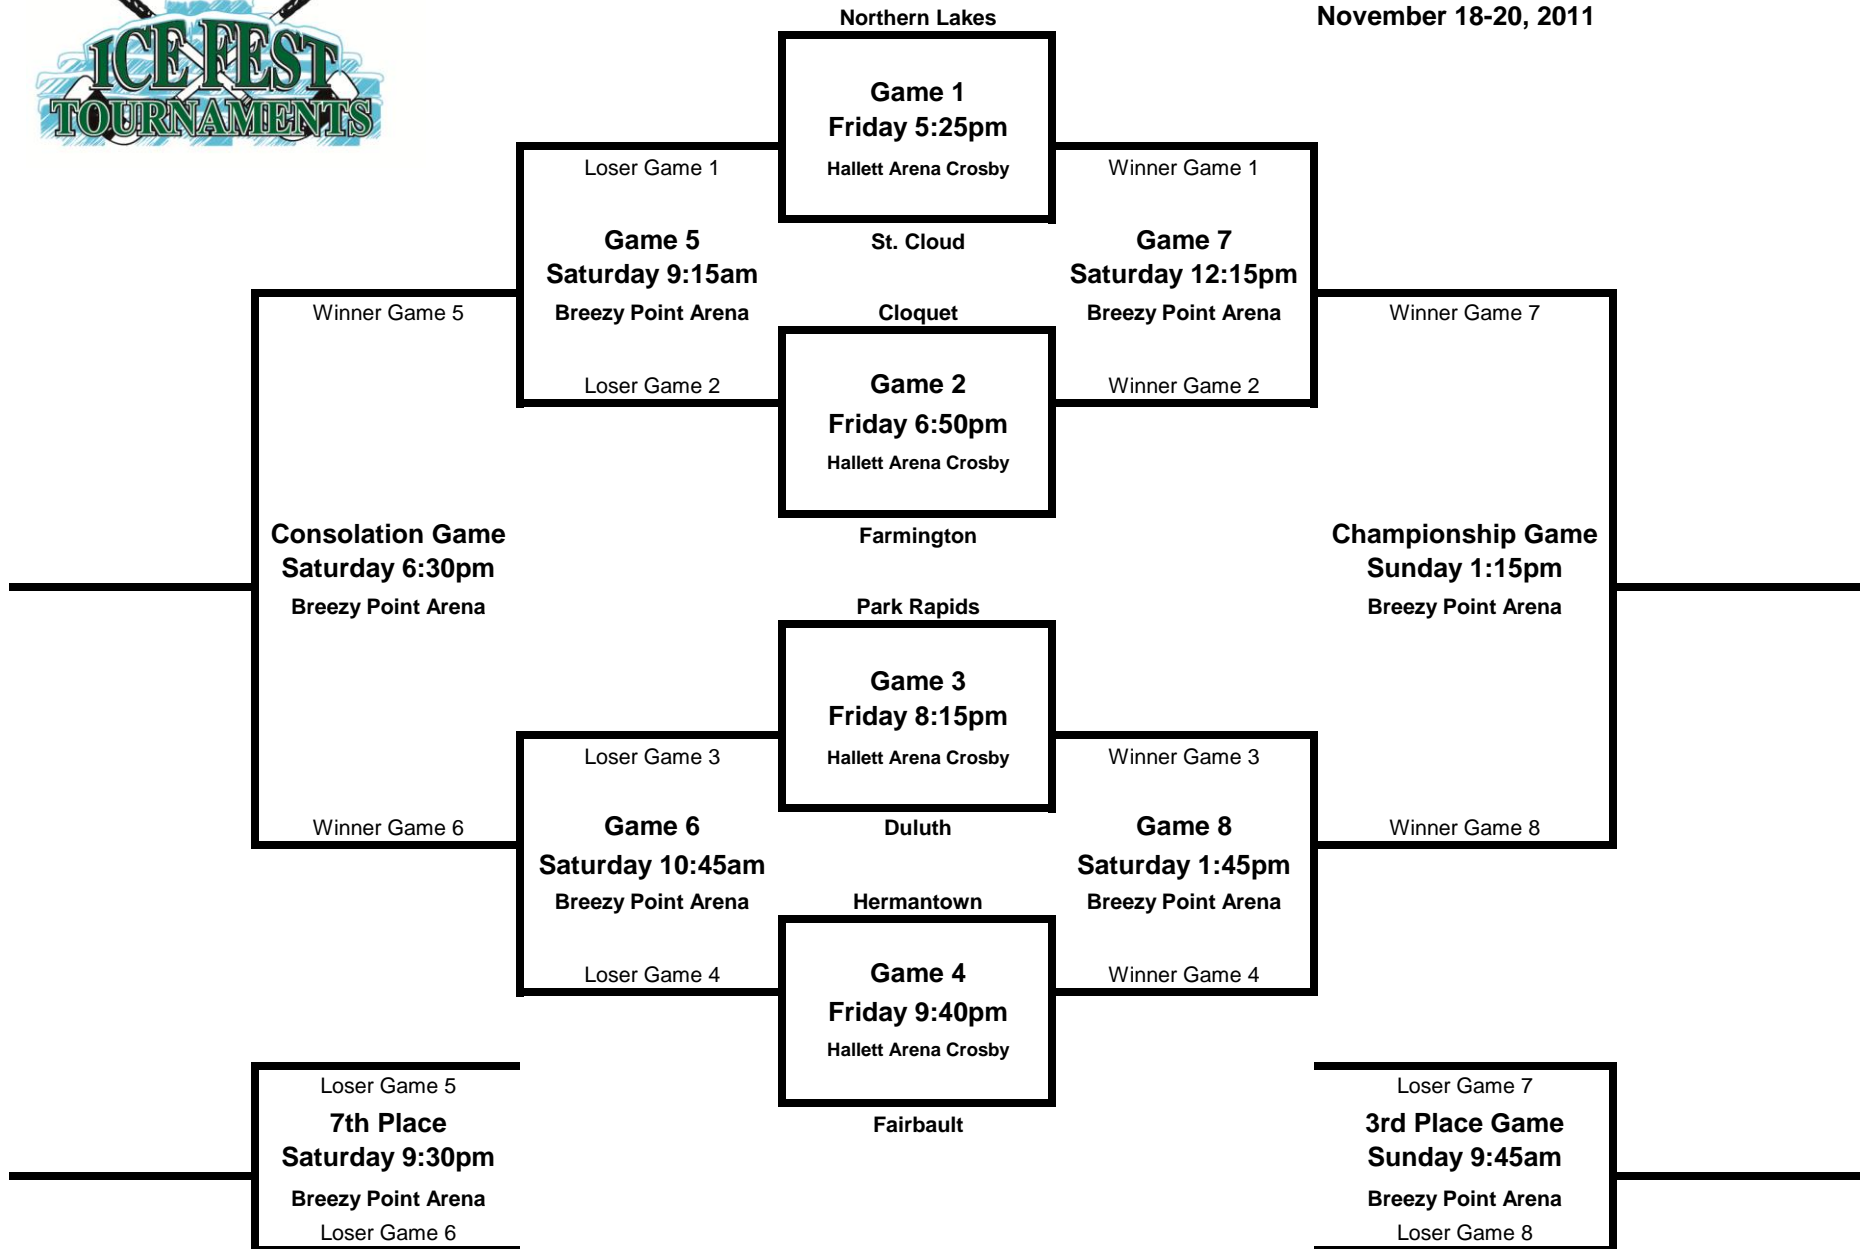 ICE FEST
TOURNAMENTS
Northern Lakes
November 18-20, 2011
Game 1
Friday 5:25pm
Hallett Arena Crosby
St. Cloud
Loser Game 1
Game 5
Saturday 9:15am
Breezy Point Arena
Loser Game 2
Winner Game 1
Game 7
Saturday 12:15pm
Breezy Point Arena
Winner Game 2
Cloquet
Game 2
Friday 6:50pm
Hallett Arena Crosby
Farmington
Winner Game 5
Consolation Game
Saturday 6:30pm
Breezy Point Arena
Winner Game 6
Winner Game 7
Championship Game
Sunday 1:15pm
Breezy Point Arena
Winner Game 8
Park Rapids
Game 3
Friday 8:15pm
Hallett Arena Crosby
Duluth
Loser Game 3
Game 6
Saturday 10:45am
Breezy Point Arena
Loser Game 4
Winner Game 3
Game 8
Saturday 1:45pm
Breezy Point Arena
Winner Game 4
Hermantown
Game 4
Friday 9:40pm
Hallett Arena Crosby
Fairbault
Loser Game 5
7th Place
Saturday 9:30pm
Breezy Point Arena
Loser Game 6
Loser Game 7
3rd Place Game
Sunday 9:45am
Breezy Point Arena
Loser Game 8